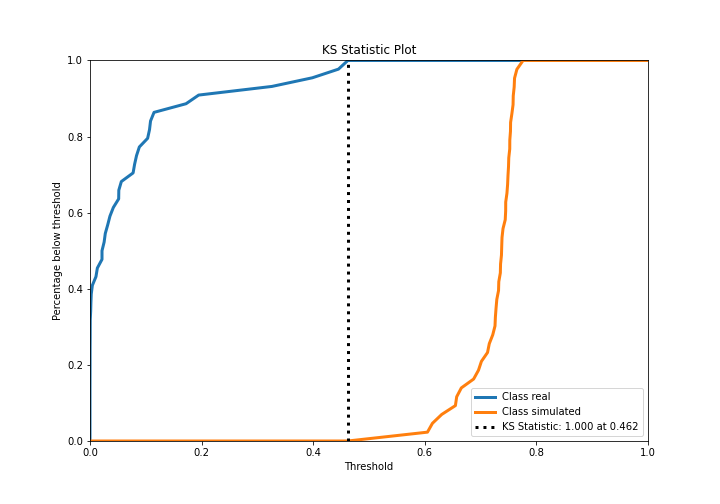 KS Statistic Plot
1.0
0.8
0.6
0.4
0.2
0.0
Percentage below threshold
0.0 0.2 0.4 0.6 0.8 1.0
Threshold
Class real
Class simulated
KS Statistic: 1.000 at 0.462